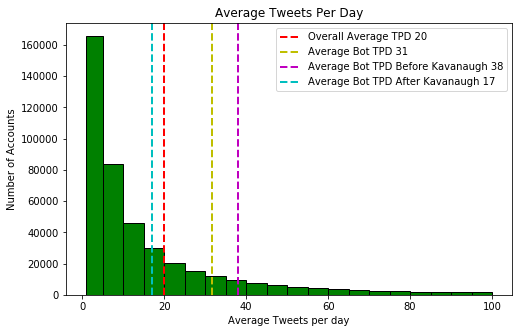 Average Tweets Per Day
Overall Average TPD 20
Average Bot TPD 31
Average Bot TPD Before Kavanaugh 38
Average Bot TPD After Kavanaugh 17
Number of Accounts
160000
140000
120000
100000
80000
60000
40000
20000
0
0 20 40 60 80 100
Average Tweets per day